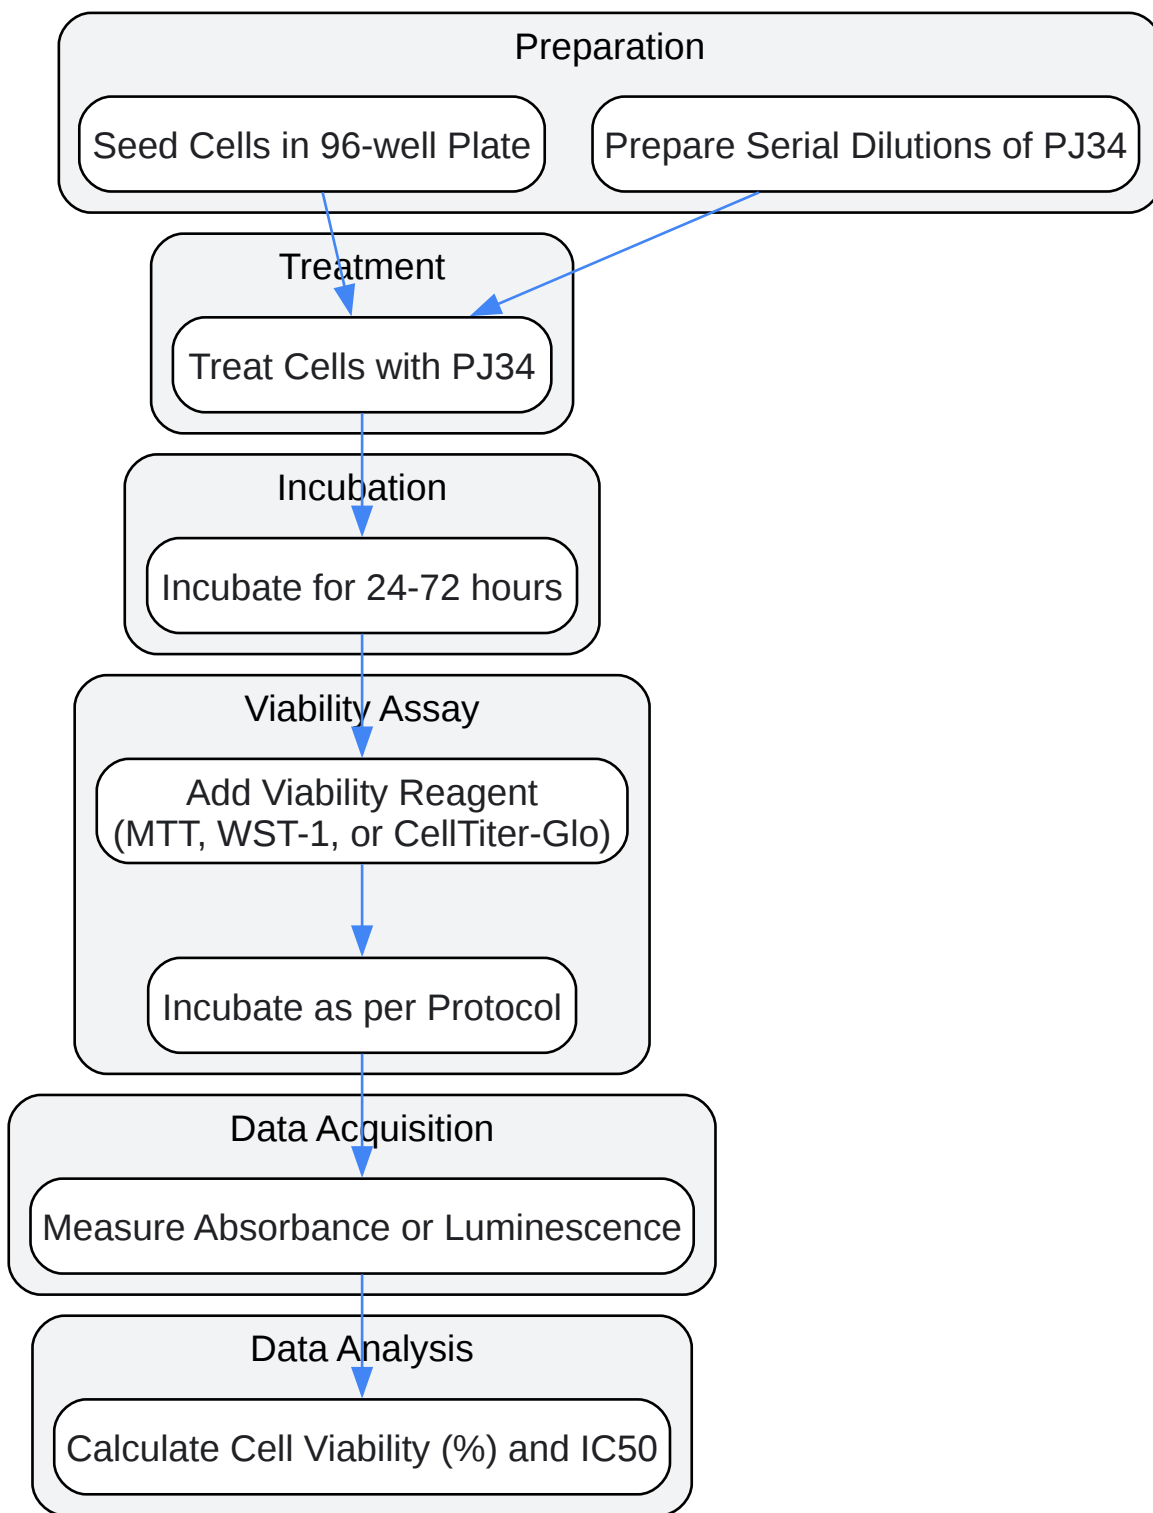 Preparation
Seed Cells in 96-well Plate
Prepare Serial Dilutions of PJ34
Treatment
Treat Cells with PJ34
Incubation
Incubate for 24-72 hours
Viability Assay
Add Viability Reagent
(MTT, WST-1, or CellTiter-Glo)
Incubate as per Protocol
Data Acquisition
Measure Absorbance or Luminescence
Data Analysis
Calculate Cell Viability (%) and IC50